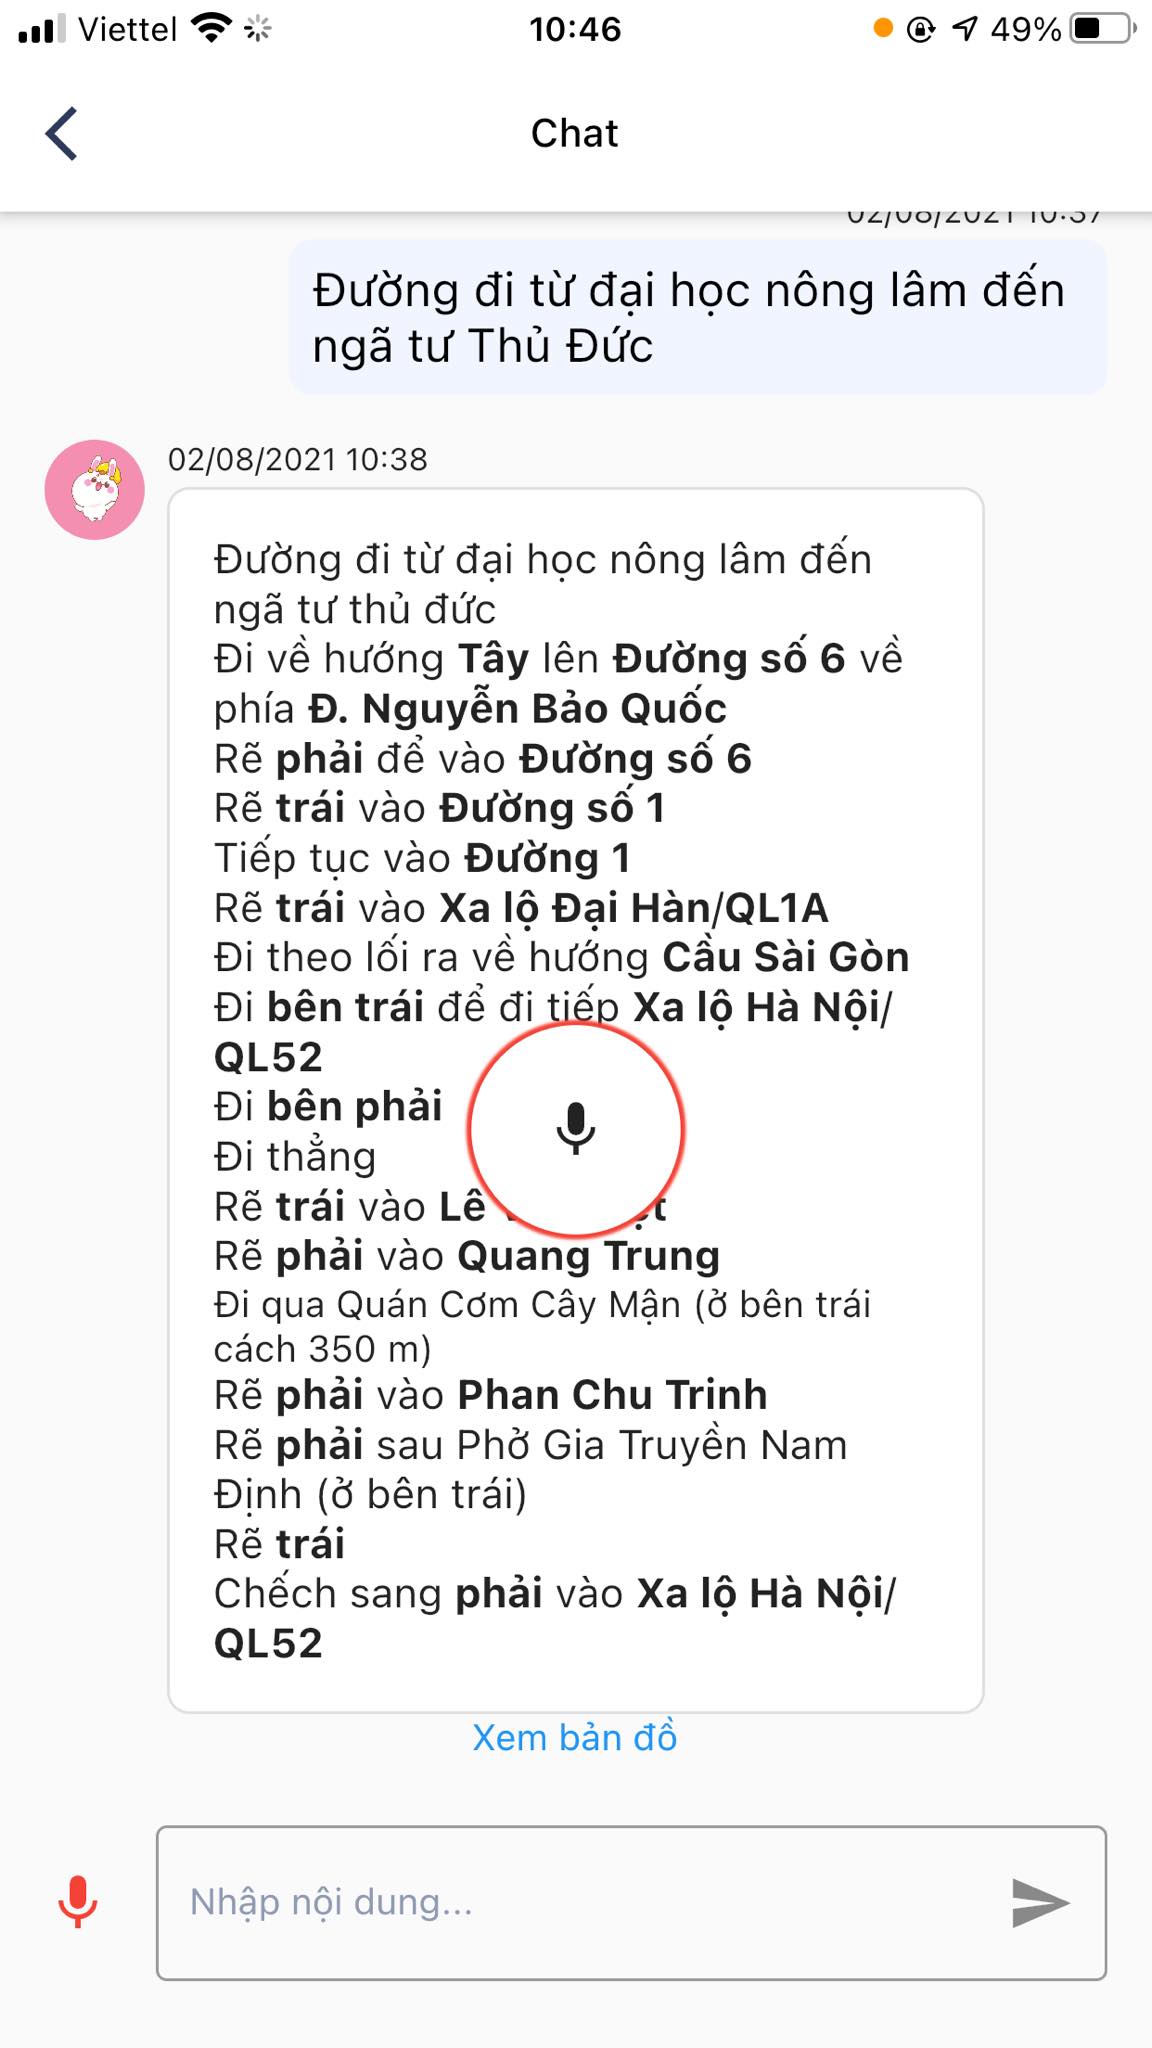 Viettel
10:46
49%
Chat
02/08/2021 10:37
Đường đi từ đại học nông lâm đến
ngã tư Thủ Đức
02/08/2021 10:38
Đường đi từ đại học nông lâm đến
ngã tư thủ đức
Đi về hướng Tây lên Đường số 6 về
phía Đ. Nguyễn Bảo Quốc
Rẽ phải để vào Đường số 6
Rẽ trái vào Đường số 1
Tiếp tục vào Đường 1
Rẽ trái vào Xa lộ Đại Hàn/QL1A
Đi theo lối ra về hướng Cầu Sài Gòn
Đi bên trái để đi tiếp Xa lộ Hà Nội/
QL52
Đi bên phải
Đi thẳng
Rẽ trái vào Lê
Rẽ phải vào Quang Trung
Đi qua Quán Cơm Cây Mận (ở bên trái
cách 350 m)
Rẽ phải vào Phan Chu Trinh
Rẽ phải sau Phở Gia Truyền Nam
Định (ở bên trái)
Rẽ trái
Chếch sang phải vào Xa lộ Hà Nội/
QL52
Xem bản đồ
Nhập nội dung...